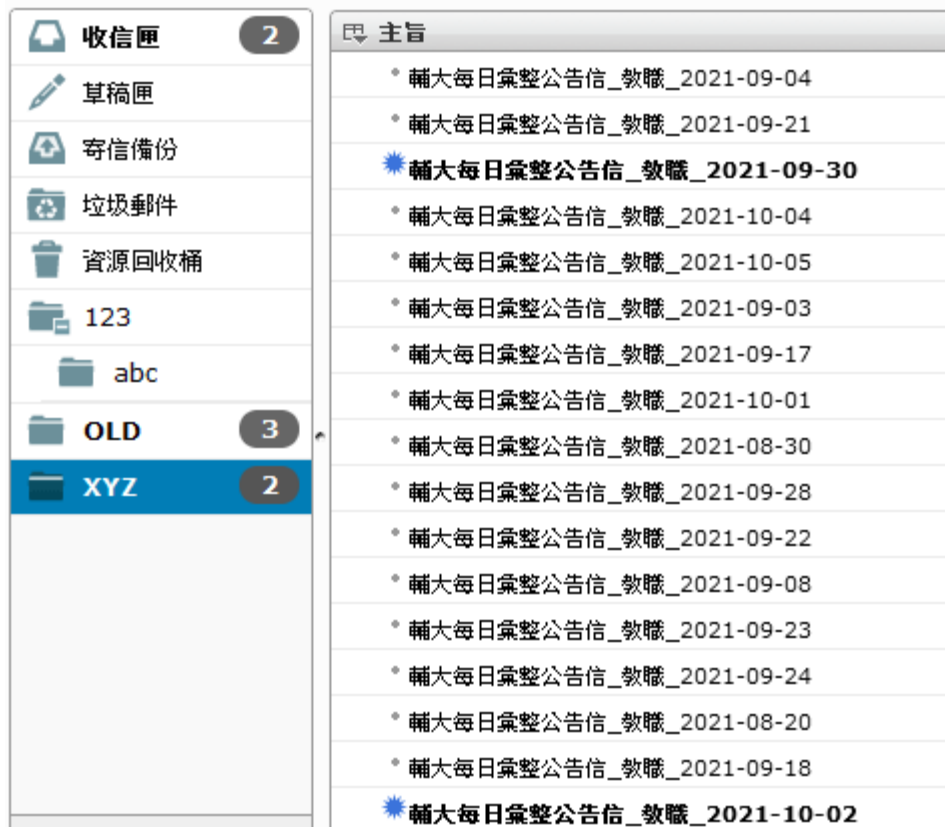 收信匣 2
草稿匣
寄信備份
垃圾郵件
資源回收桶
123
abc
OLD 3
XYZ 2
主旨
輔大每日彙整公告信_教職_2021-09-04
輔大每日彙整公告信_教職_2021-09-21
輔大每日彙整公告信_教職_2021-09-30
輔大每日彙整公告信_教職_2021-10-04
輔大每日彙整公告信_教職_2021-10-05
輔大每日彙整公告信_教職_2021-09-03
輔大每日彙整公告信_教職_2021-09-17
輔大每日彙整公告信_教職_2021-10-01
輔大每日彙整公告信_教職_2021-08-30
輔大每日彙整公告信_教職_2021-09-28
輔大每日彙整公告信_教職_2021-09-22
輔大每日彙整公告信_教職_2021-09-08
輔大每日彙整公告信_教職_2021-09-23
輔大每日彙整公告信_教職_2021-09-24
輔大每日彙整公告信_教職_2021-08-20
輔大每日彙整公告信_教職_2021-09-18
輔大每日彙整公告信_教職_2021-10-02